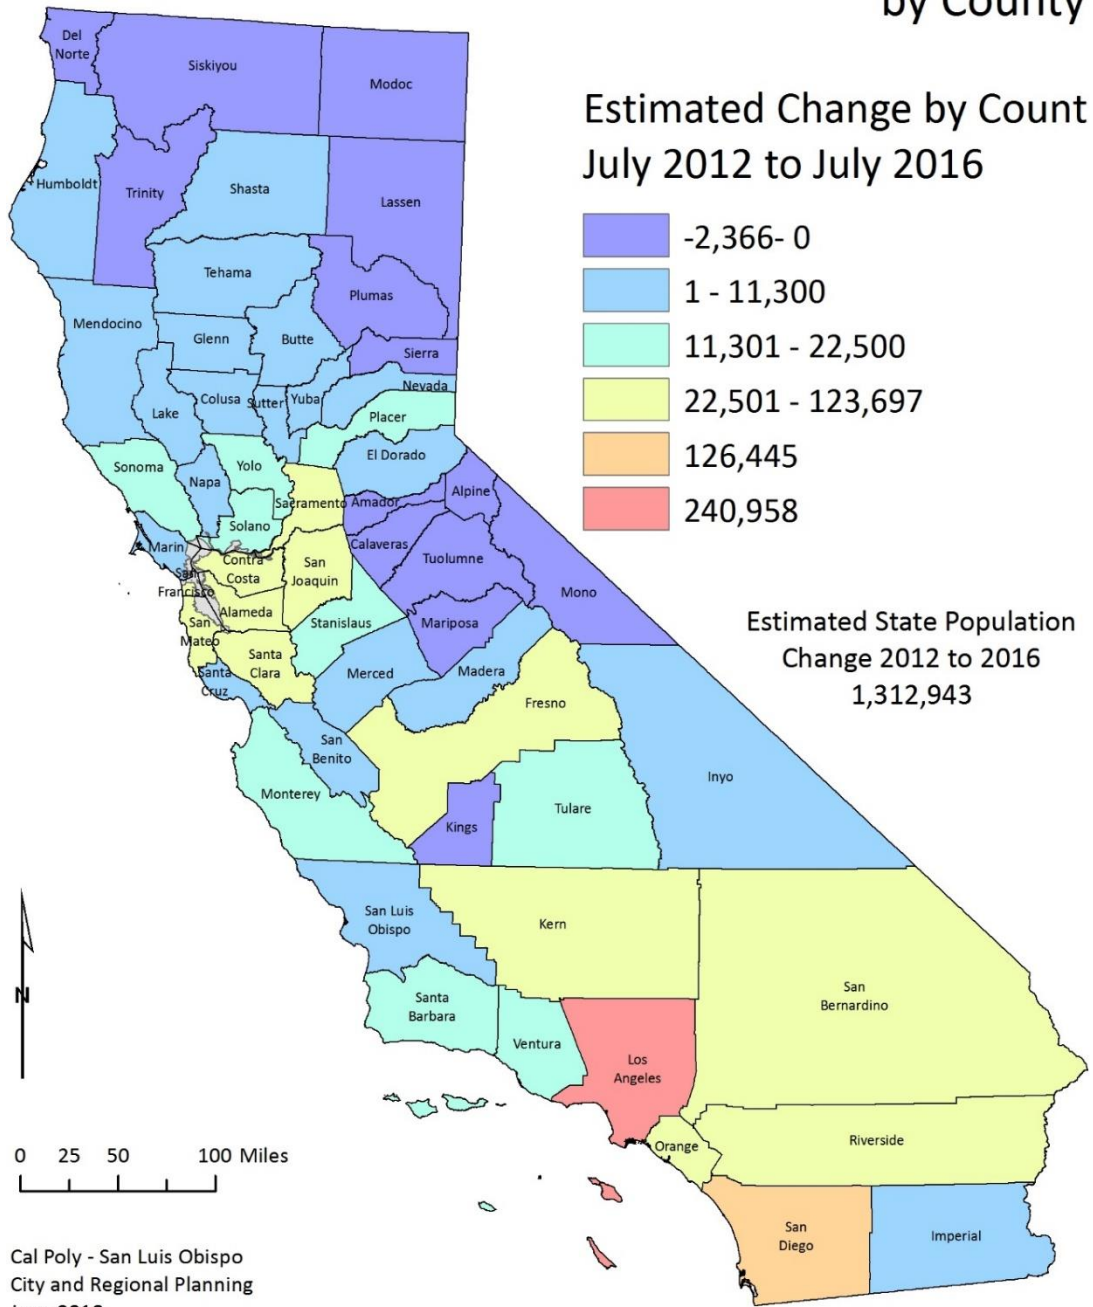 by County
Estimated Change by Count
July 2012 to July 2016
-2,366- 0
1 - 11,300
11,301 - 22,500
22,501 - 123,697
126,445
240,958
Estimated State Population
Change 2012 to 2016
1,312,943
Del
Norte
Siskiyou
Modoc
Humboldt
Trinity
Shasta
Lassen
Tehama
Plumas
Mendocino
Glenn
Butte
Sierra
Nevada
Lake
Colusa
Sutter
Yuba
Placer
Sonoma
Napa
Yolo
El Dorado
Sacramento
Amador
Alpine
Solano
Marin
Calaveras
Tuolumne
Mono
San
Francisco
Contra
Costa
San
Joaquin
Alameda
San
Mateo
Stanislaus
Mariposa
Santa
Clara
Santa
Cruz
Merced
Madera
Fresno
San
Benito
Monterey
Kings
Tulare
Inyo
San Luis
Obispo
Kern
San
Bernardino
Santa
Barbara
Ventura
Los
Angeles
Orange
Riverside
San
Diego
Imperial
N
0 25 50 100 Miles
Cal Poly - San Luis Obispo
City and Regional Planning